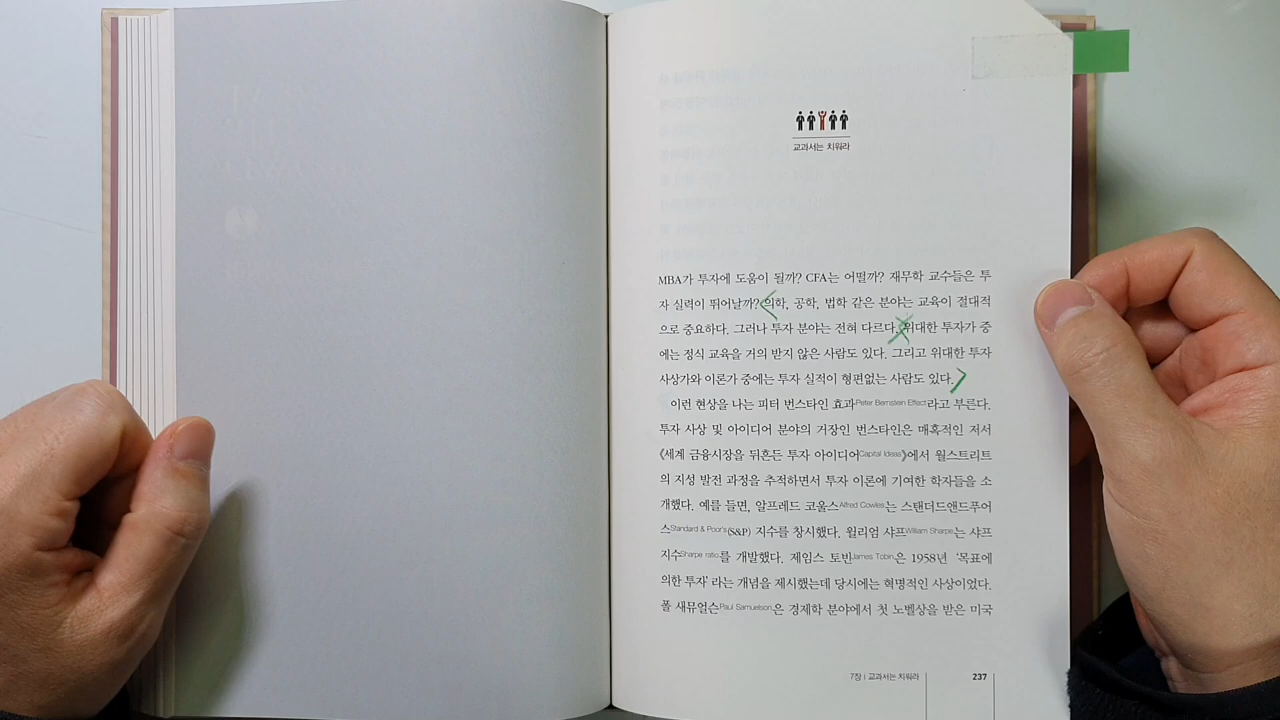 교과서는 치워라
MBA가 투자에 도움이 될까? CFA는 어떨까? 재무학 교수들은 투
자 실력이 뛰어날까? 의학, 공학, 법학 같은 분야는 교육이 절대적
으로 중요하다. 그러나 투자 분야는 전혀 다르다. 위대한 투자가 중
에는 정식 교육을 거의 받지 않은 사람도 있다. 그리고 위대한 투자
사상가와 이론가 중에는 투자 실적이 형편없는 사람도 있다.
이런 현상을 나는 피터 번스타인 효과Peter Bernstein Effect라고 부른다.
투자 사상 및 아이디어 분야의 거장인 번스타인은 매혹적인 저서
《세계 금융시장을 뒤흔든 투자 아이디어Capital Ideas》에서 월스트리트
의 지성 발전 과정을 추적하면서 투자 이론에 기여한 학자들을 소
개했다. 예를 들면, 알프레드 코울스Alfred Cowles는 스탠더드앤드푸어
스Standard & Poor's(S&P) 지수를 창시했다. 윌리엄 샤프William Sharpe는 샤프
지수Sharpe ratio를 개발했다. 제임스 토빈James Tobin은 1958년 '목표에
의한 투자'라는 개념을 제시했는데 당시에는 혁명적인 사상이었다.
폴 새뮤얼슨Paul Samuelson은 경제학 분야에서 첫 노벨상을 받은 미국
7장 | 교과서는 치워라 237